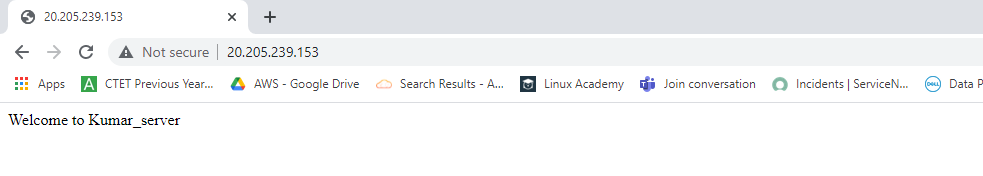 20.205.239.153
Not secure 20.205.239.153
Apps CTET Previous Year... AWS - Google Drive Search Results - A... Linux Academy Join conversation Incidents | ServiceN... DELL Data P
Welcome to Kumar_server